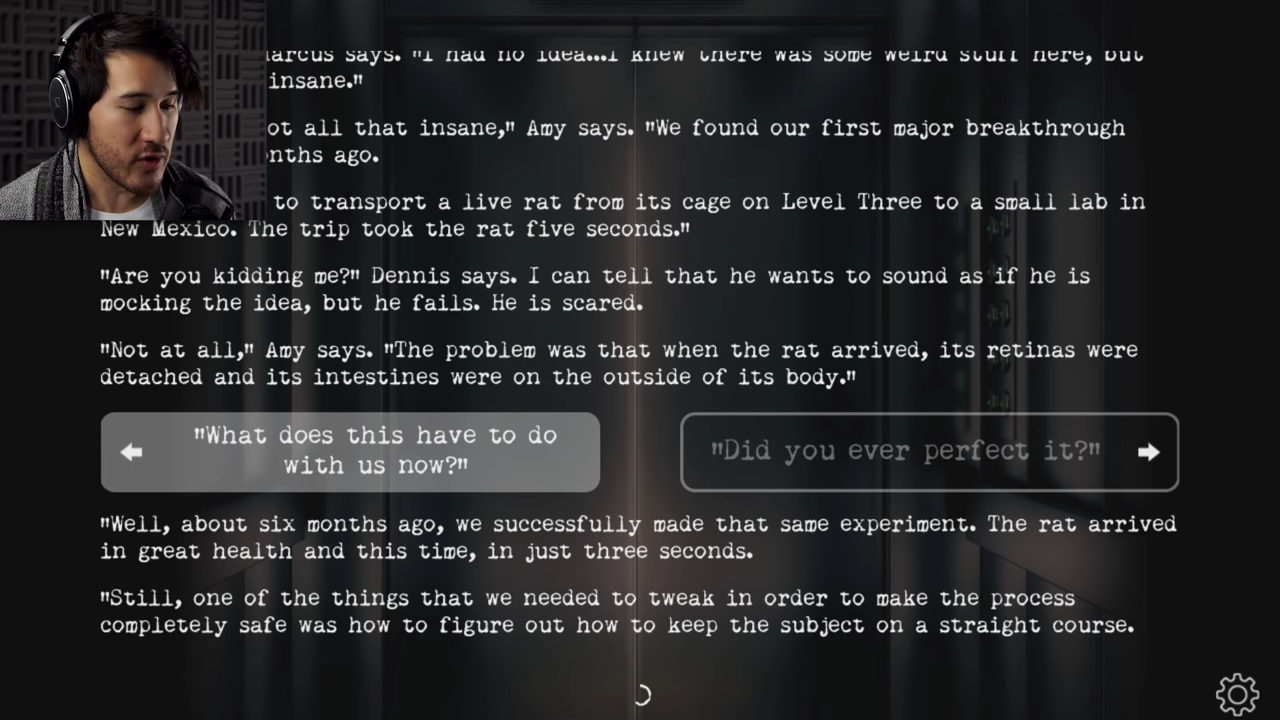 arcus says. "I had no idea...I knew there was some weird stuff here, but
insane."
ot all that insane," Amy says. "We found our first major breakthrough
nths ago.
to transport a live rat from its cage on Level Three to a small lab in
New Mexico. The trip took the rat five seconds."
"Are you kidding me?" Dennis says. I can tell that he wants to sound as if he is
mocking the idea, but he fails. He is scared.
"Not at all," Amy says. "The problem was that when the rat arrived, its retinas were
detached and its intestines were on the outside of its body."
"What does this have to do
with us now?"
"Did you ever perfect it?"
"Well, about six months ago, we successfully made that same experiment. The rat arrived
in great health and this time, in just three seconds.
"Still, one of the things that we needed to tweak in order to make the process
completely safe was how to figure out how to keep the subject on a straight course.